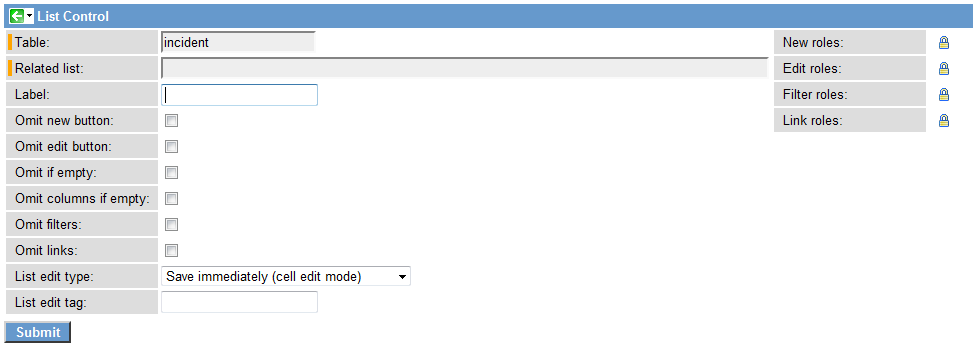 List Control
Table: incident New roles:
Related list: Edit roles:
Label: Filter roles:
Omit new button: Link roles:
Omit edit button:
Omit if empty:
Omit columns if empty:
Omit filters:
Omit links:
List edit type: Save immediately (cell edit mode)
List edit tag:
Submit